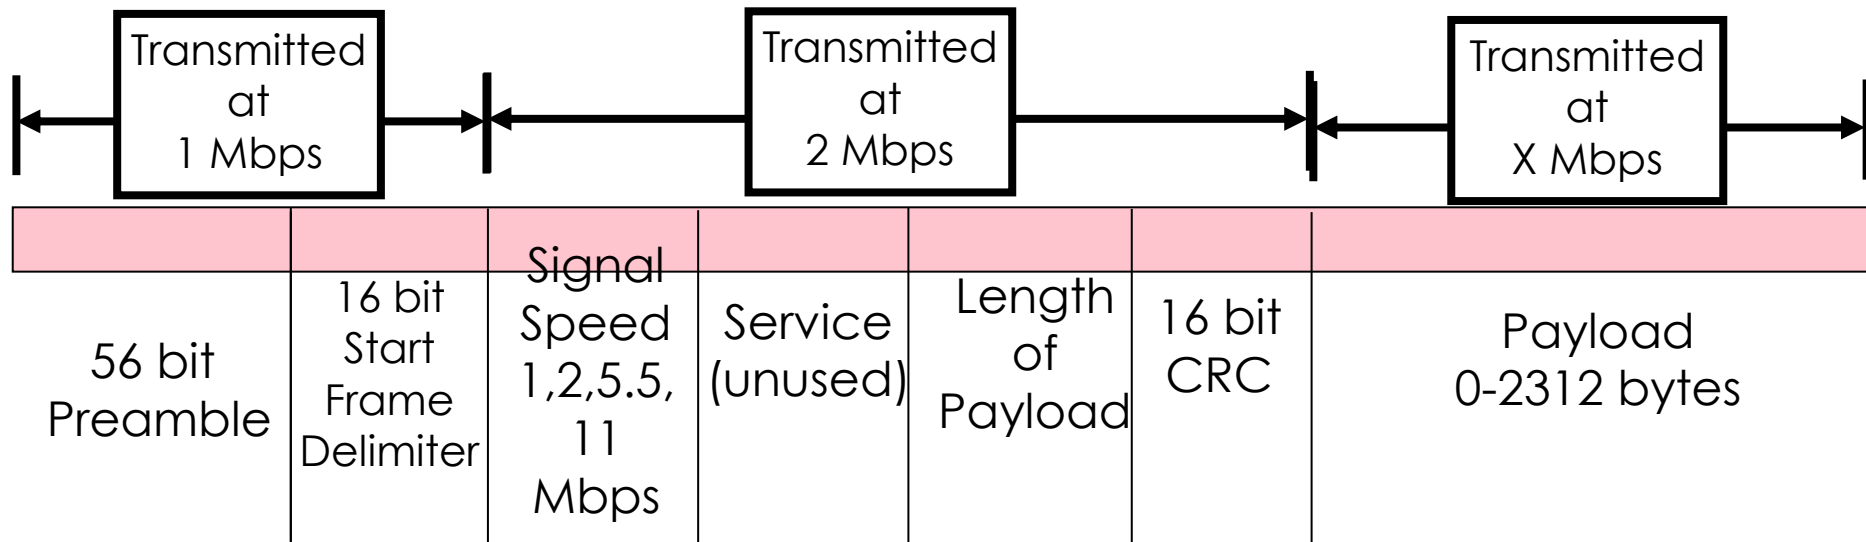 Transmitted
at
1 Mbps
Transmitted
at
2 Mbps
Transmitted
at
X Mbps
56 bit
Preamble
16 bit
Start
Frame
Delimiter
Signal
Speed
1,2,5.5,
11
Mbps
Service
(unused)
Length
of
Payload
16 bit
CRC
Payload
0-2312 bytes